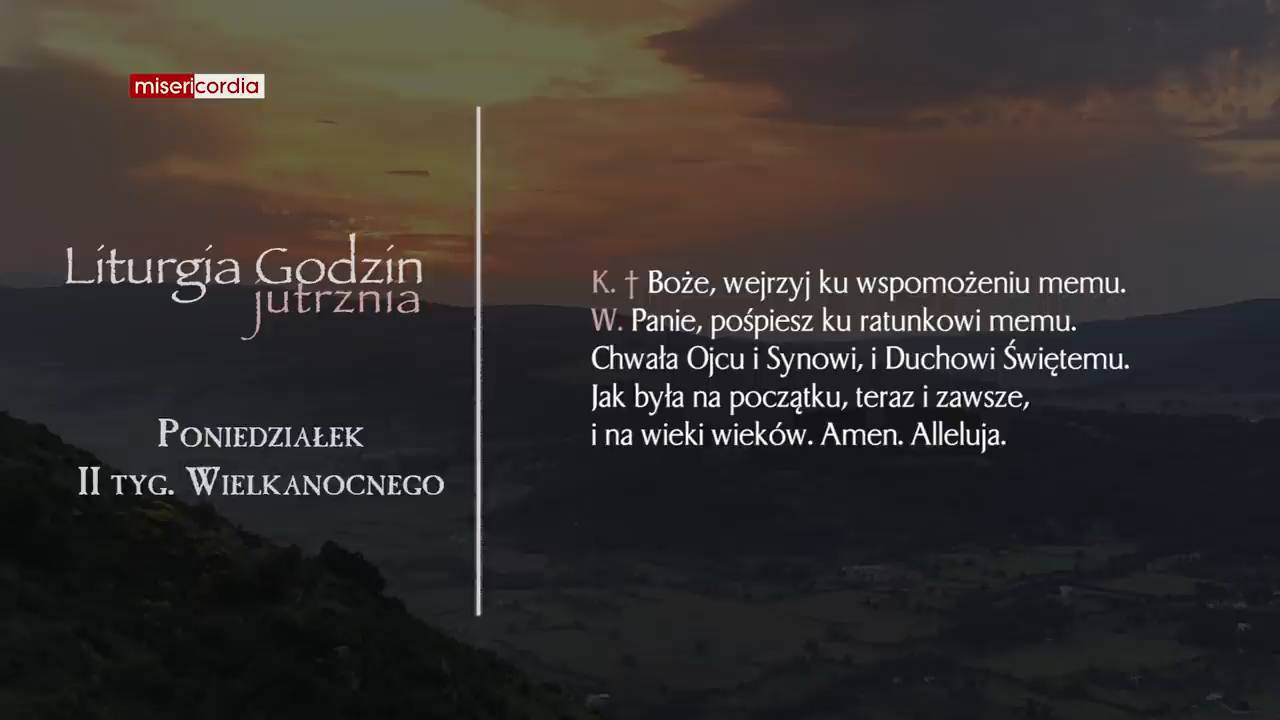 misericordia
Liturgia Godzin
jutrznia
Poniedziałek
II tyg. Wielkanocnego
K. † Boże, wejrzyj ku wspomożeniu memu.
W. Panie, pośpiesz ku ratunkowi memu.
Chwała Ojcu i Synowi, i Duchowi Świętemu.
Jak była na początku, teraz i zawsze,
i na wieki wieków. Amen. Alleluja.